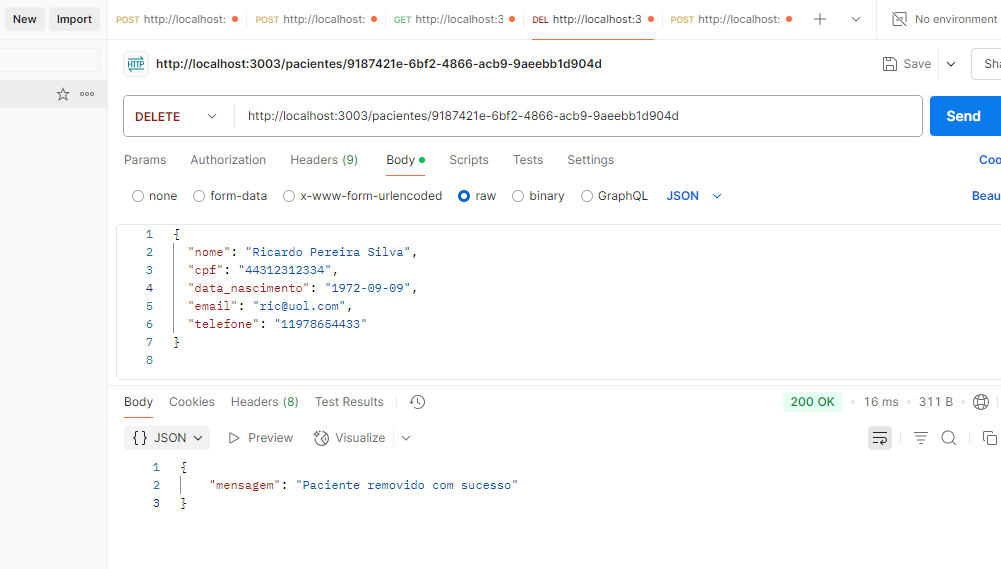 New Import POST http://localhost: POST http://localhost: GET http://localhost:3 DEL http://localhost:3 POST http://localhost: No environment
HTTP http://localhost:3003/pacientes/9187421e-6bf2-4866-acb9-9aeebb1d904d Save Sha
DELETE http://localhost:3003/pacientes/9187421e-6bf2-4866-acb9-9aeebb1d904d Send
Params Authorization Headers (9) Body Scripts Tests Settings Coo
none form-data x-www-form-urlencoded raw binary GraphQL JSON Beau
1 {
2 "nome": "Ricardo Pereira Silva",
3 "cpf": "44312312334",
4 "data_nascimento": "1972-09-09",
5 "email": "ric@uol.com",
6 "telefone": "11978654433"
7 }
8
Body Cookies Headers (8) Test Results 200 OK 16 ms 311 B
{} JSON Preview Visualize
1 {
2 "mensagem": "Paciente removido com sucesso"
3 }